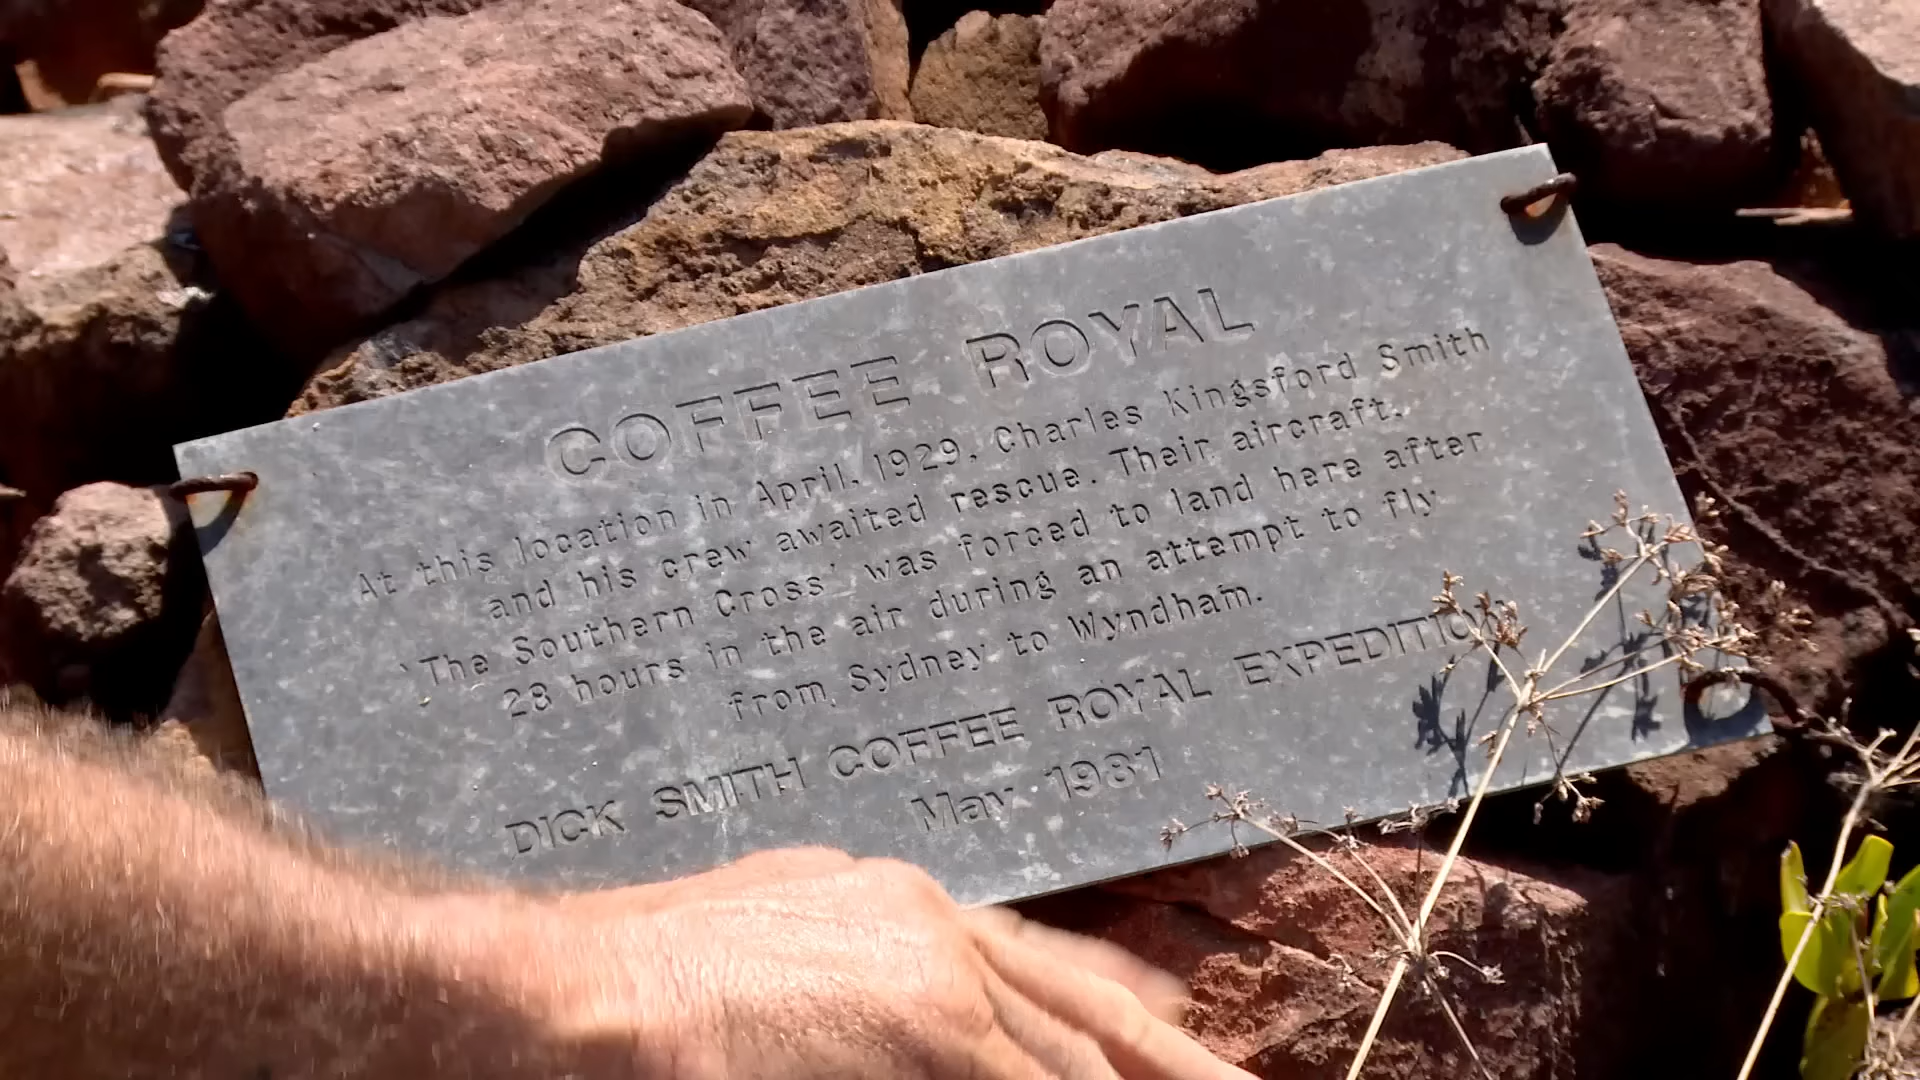 COFFEE ROYAL
At this location in April, 1929, Charles Kingsford Smith
and his crew awaited rescue. Their aircraft,
'The Southern Cross' was forced to land here after
28 hours in the air during an attempt to fly
from Sydney to Wyndham.
DICK SMITH COFFEE ROYAL EXPEDITION
May 1981